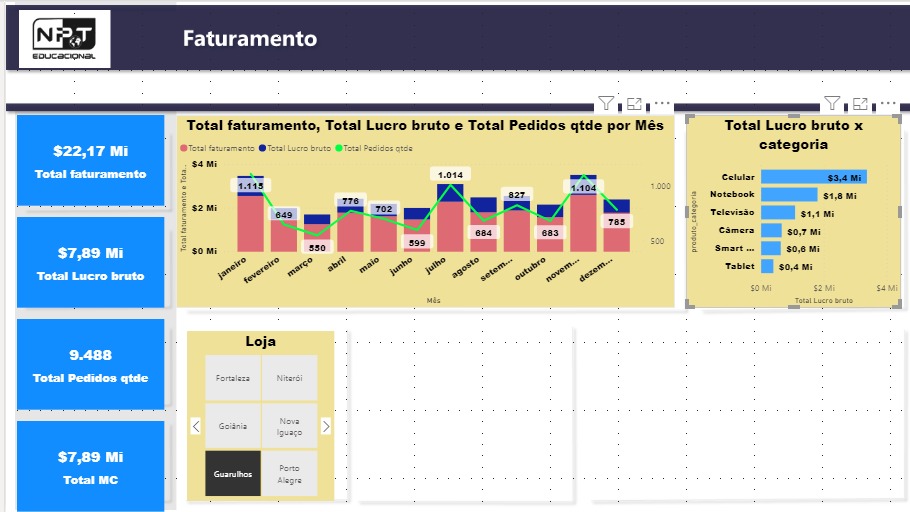 NPT
EDUCACIONAL
Faturamento
$22,17 Mi
Total faturamento
$7,89 Mi
Total Lucro bruto
9.488
Total Pedidos qtde
$7,89 Mi
Total MC
Total faturamento, Total Lucro bruto e Total Pedidos qtde por Mês
Total faturamento Total Lucro bruto Total Pedidos qtde
Total faturamento e Tota...
$4 Mi
$2 Mi
$0 Mi
1.115
649
550
776
702
599
1.014
684
827
683
1.104
785
1.000
500
janeiro
fevereiro
março
abril
maio
junho
julho
agosto
setem...
outubro
novem...
dezem...
Mês
Total Lucro bruto x
categoria
produto_categoria
Celular $3,4 Mi
Notebook $1,8 Mi
Televisão $1,1 Mi
Câmera $0,7 Mi
Smart ... $0,6 Mi
Tablet $0,4 Mi
$0 Mi $2 Mi $4 Mi
Total Lucro bruto
Loja
Fortaleza
Niterói
Goiânia
Nova
Iguaçu
Guarulhos
Porto
Alegre